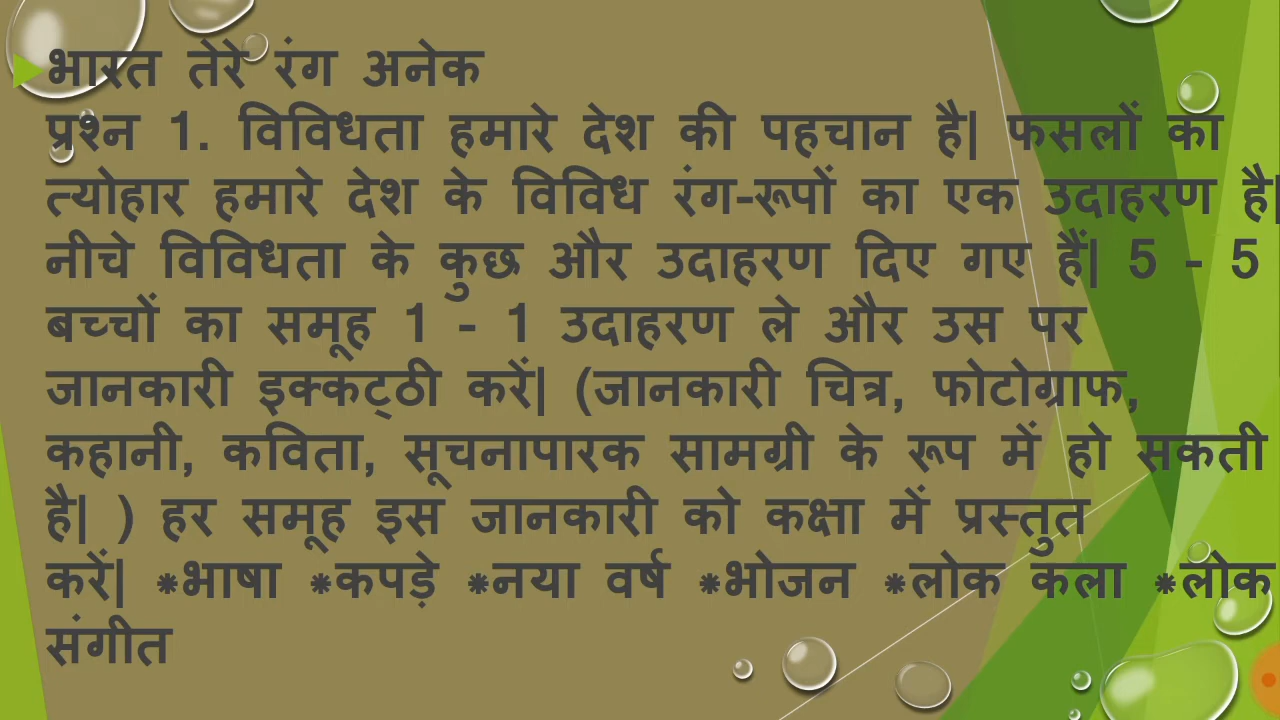 भारत तेरे रंग अनेक
प्रश्न 1. विविधता हमारे देश की पहचान है| फसलों का
त्योहार हमारे देश के विविध रंग-रूपों का एक उदाहरण है|
नीचे विविधता के कुछ और उदाहरण दिए गए हैं| 5 - 5
बच्चों का समूह 1 - 1 उदाहरण ले और उस पर
जानकारी इक्कट्ठी करें| (जानकारी चित्र, फोटोग्राफ,
कहानी, कविता, सूचनापारक सामग्री के रूप में हो सकती
है| ) हर समूह इस जानकारी को कक्षा में प्रस्तुत
करें| *भाषा *कपड़े *नया वर्ष *भोजन *लोक कला *लोक
संगीत